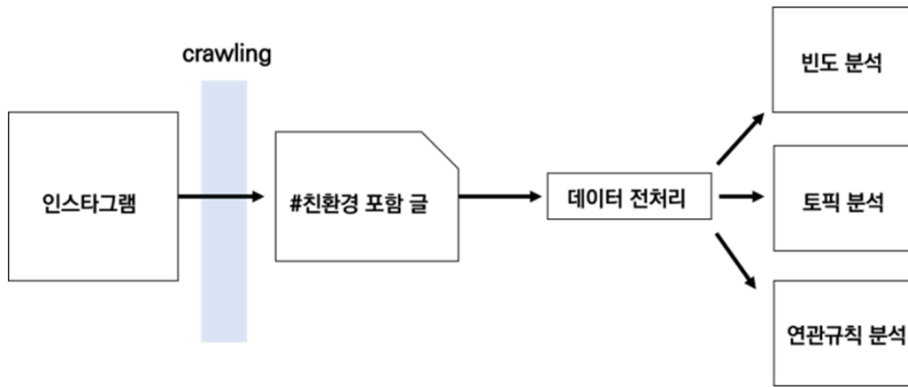 crawling
인스타그램
#친환경 포함 글
데이터 전처리
빈도 분석
토픽 분석
연관규칙 분석